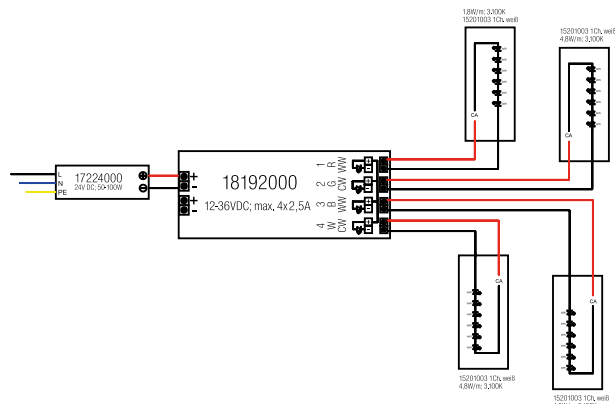 1,8W/m; 3.100K
15201003 1Ch. weiß
CA
15201003 1Ch. weiß
4,8W/m; 3.100K
CA
L
N
PE
17224000
24V DC; 50-100W
+
-
+
-
+
-
18192000
12-36VDC; max. 4x2,5A
1 R WW
2 G CW
3 B WW
4 W CW
+
-
+
-
+
-
+
-
CA
15201003 1Ch. weiß
4,8W/m; 3.100K
CA
15201003 1Ch. weiß